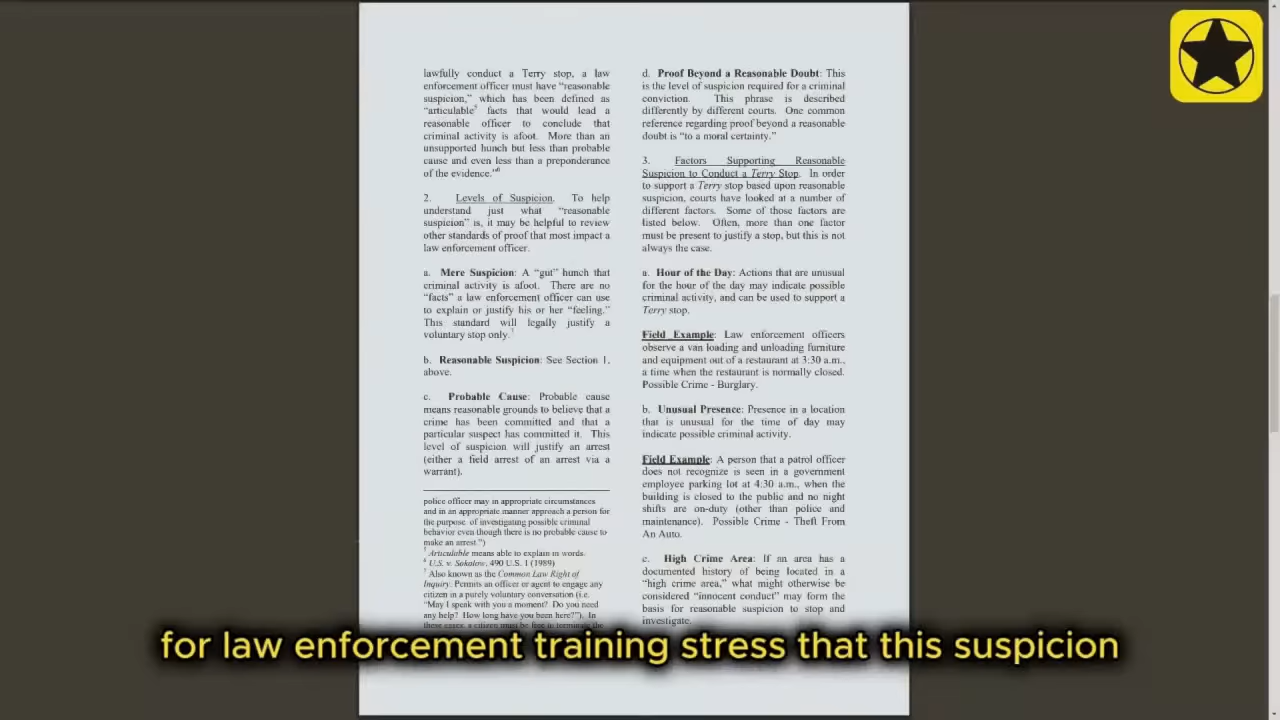 lawfully conduct a Terry stop, a law
enforcement officer must have “reasonable
suspicion,” which has been defined as
“articulable5 facts that would lead a
reasonable officer to conclude that
criminal activity is afoot. More than an
unsupported hunch but less than probable
cause and even less than a preponderance
of the evidence.”6
2. Levels of Suspicion. To help
understand just what “reasonable
suspicion” is, it may be helpful to review
other standards of proof that most impact a
law enforcement officer.
a. Mere Suspicion: A “gut” hunch that
criminal activity is afoot. There are no
“facts” a law enforcement officer can use
to explain or justify his or her “feeling.”
This standard will legally justify a
voluntary stop only.7
b. Reasonable Suspicion: See Section 1,
above.
c. Probable Cause: Probable cause
means reasonable grounds to believe that a
crime has been committed and that a
particular suspect has committed it. This
level of suspicion will justify an arrest
(either a field arrest of an arrest via a
warrant).
police officer may in appropriate circumstances
and in an appropriate manner approach a person for
the purpose of investigating possible criminal
behavior even though there is no probable cause to
make an arrest.”)
5 Articulable means able to explain in words.
6 U.S. v. Sokolow, 490 U.S. 1 (1989)
7 Also known as the Common Law Right of
Inquiry: Permits an officer or agent to engage any
citizen in a purely voluntary conversation (i.e.
“May I speak with you a moment? Do you need
any help? How long have you been here?”). In
these cases, a citizen must be free to terminate the
d. Proof Beyond a Reasonable Doubt: This
is the level of suspicion required for a criminal
conviction. This phrase is described
differently by different courts. One common
reference regarding proof beyond a reasonable
doubt is “to a moral certainty.”
3. Factors Supporting Reasonable
Suspicion to Conduct a Terry Stop. In order
to support a Terry stop based upon reasonable
suspicion, courts have looked at a number of
different factors. Some of those factors are
listed below. Often, more than one factor
must be present to justify a stop, but this is not
always the case.
a. Hour of the Day: Actions that are unusual
for the hour of the day may indicate possible
criminal activity, and can be used to support a
Terry stop.
Field Example: Law enforcement officers
observe a van loading and unloading furniture
and equipment out of a restaurant at 3:30 a.m.,
a time when the restaurant is normally closed.
Possible Crime - Burglary.
b. Unusual Presence: Presence in a location
that is unusual for the time of day may
indicate possible criminal activity.
Field Example: A person that a patrol officer
does not recognize is seen in a government
employee parking lot at 4:30 a.m., when the
building is closed to the public and no night
shifts are on-duty (other than police and
maintenance). Possible Crime - Theft From
An Auto.
c. High Crime Area: If an area has a
documented history of being located in a
“high crime area,” what might otherwise be
considered “innocent conduct” may form the
basis for reasonable suspicion to stop and
investigate.
for law enforcement training stress that this suspicion